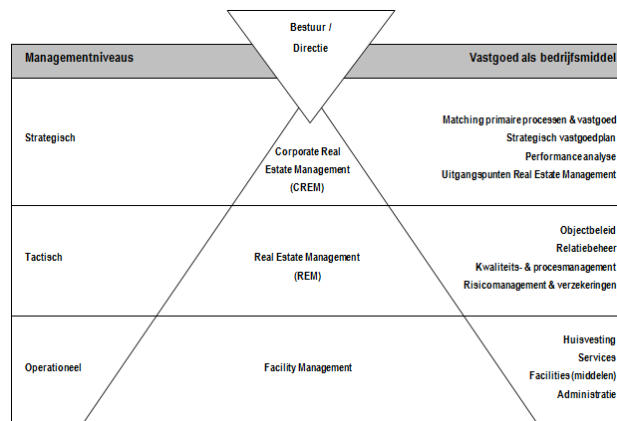 Bestuur /
Directie
Managementniveaus
Vastgoed als bedrijfsmiddel
Strategisch
Corporate Real
Estate Management
(CREM)
Matching primaire processen & vastgoed
Strategisch vastgoedplan
Performance analyse
Uitgangspunten Real Estate Management
Tactisch
Real Estate Management
(REM)
Objectbeleid
Relatiebeheer
Kwaliteits- & procesmanagement
Risicomanagement & verzekeringen
Operationeel
Facility Management
Huisvesting
Services
Facilities (middelen)
Administratie